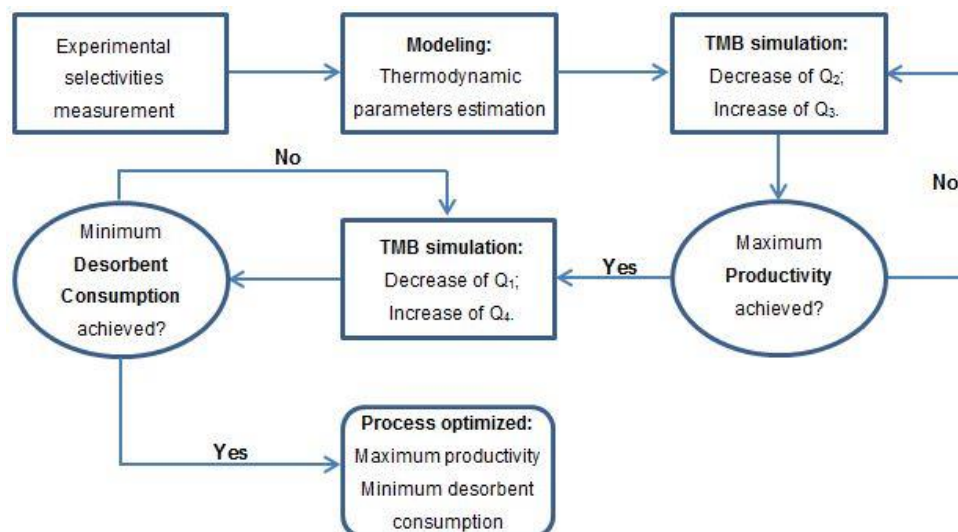 Experimental
selectivities
measurement
Modeling:
Thermodynamic
parameters estimation
TMB simulation:
Decrease of Q₂;
Increase of Q₃.
No
Maximum
Productivity
achieved?
Yes
TMB simulation:
Decrease of Q₁;
Increase of Q₄.
No
Minimum
Desorbent
Consumption
achieved?
Yes
Process optimized:
Maximum productivity
Minimum desorbent
consumption